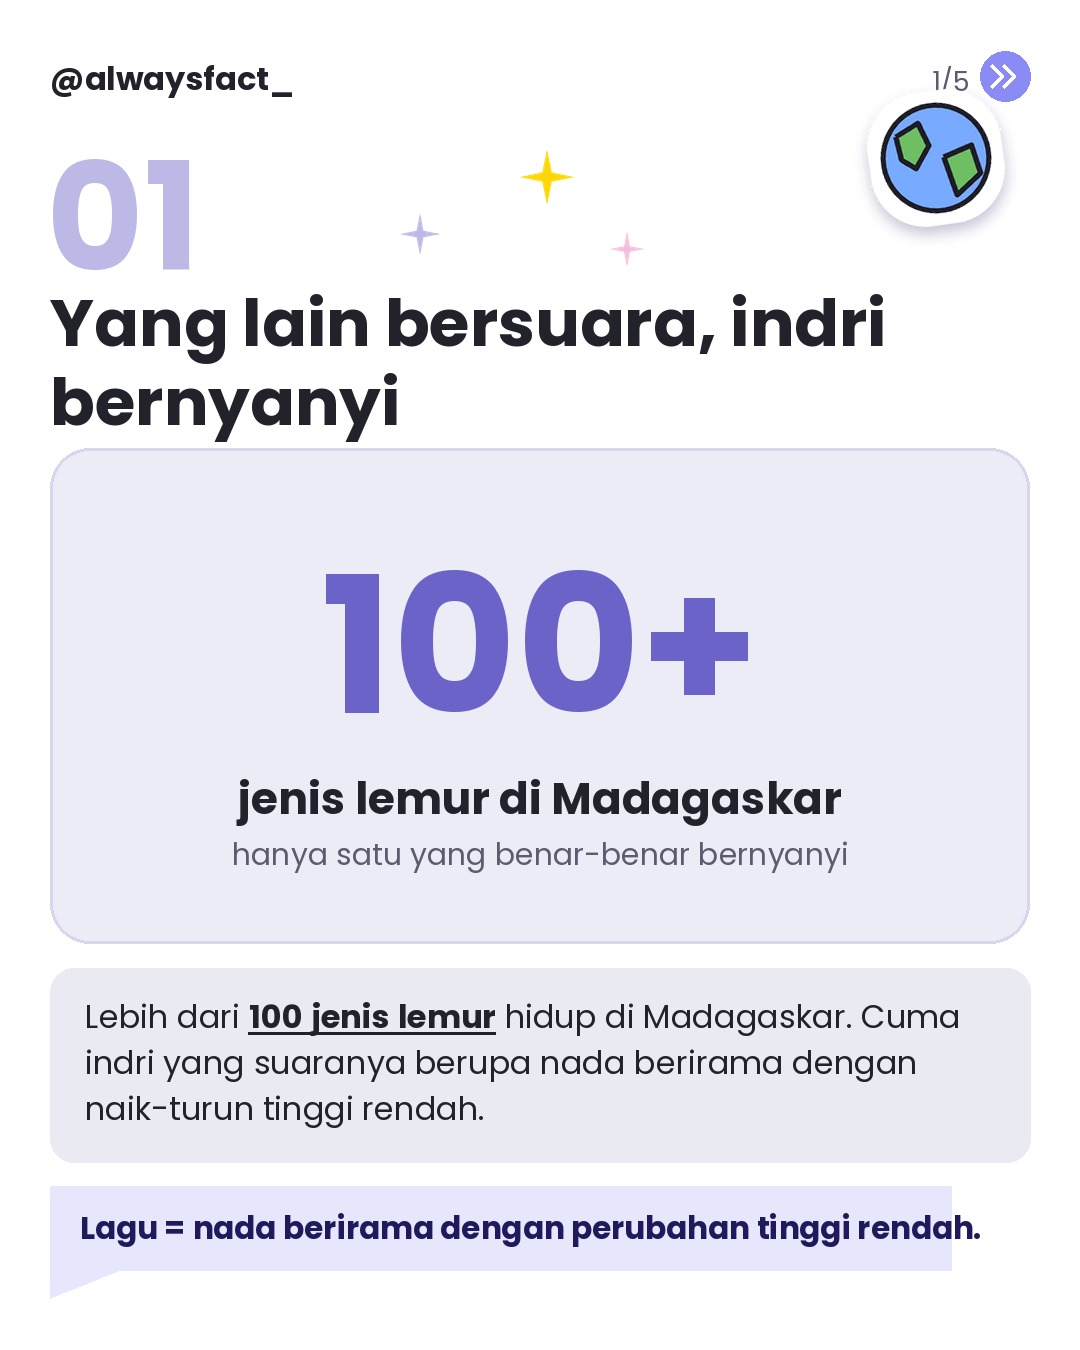 @alwaysfact_
1/5
01
Yang lain bersuara, indri
bernyanyi
100+
jenis lemur di Madagaskar
hanya satu yang benar-benar bernyanyi
Lebih dari 100 jenis lemur hidup di Madagaskar. Cuma
indri yang suaranya berupa nada berirama dengan
naik-turun tinggi rendah.
Lagu = nada berirama dengan perubahan tinggi rendah.